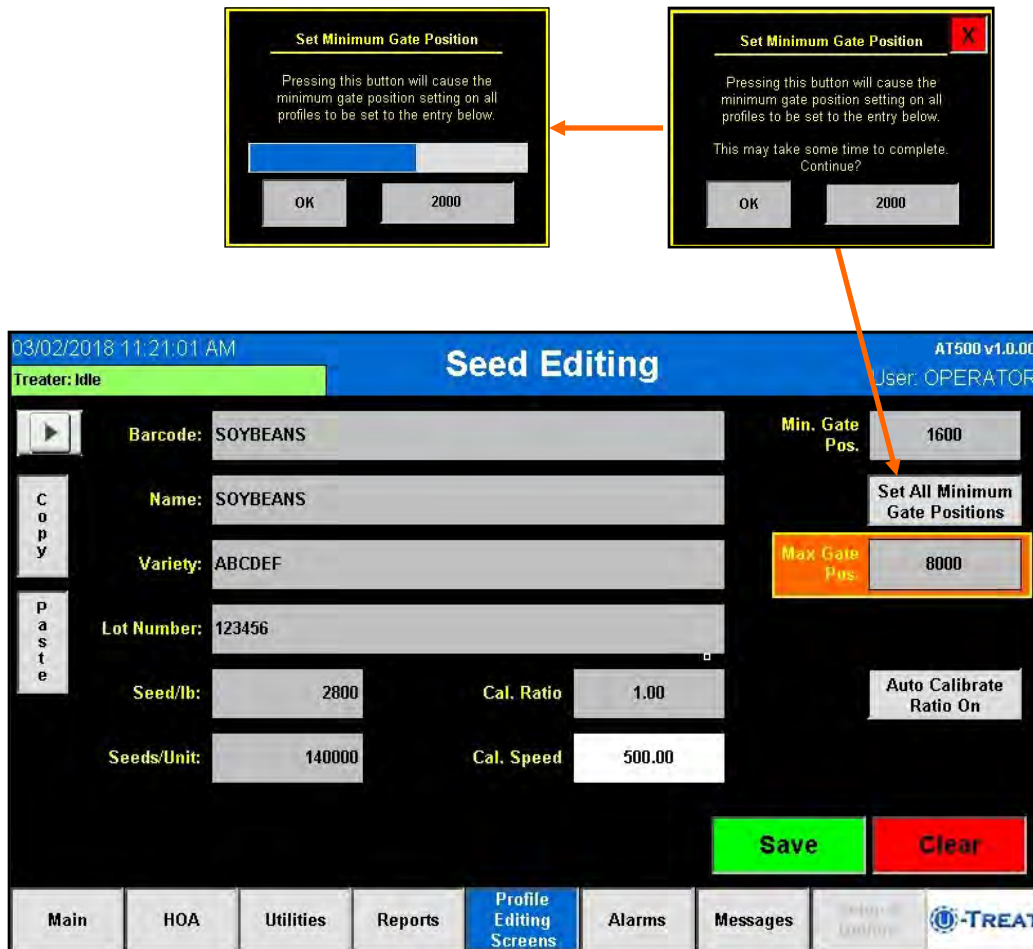 Set Minimum Gate Position
Pressing this button will cause the
minimum gate position setting on all
profiles to be set to the entry below.
OK
2000
Set Minimum Gate Position
X
Pressing this button will cause the
minimum gate position setting on all
profiles to be set to the entry below.
This may take some time to complete.
Continue?
OK
2000
03/02/2018 11:21:01 AM
Treater: Idle
Seed Editing
AT500 v1.0.00
User: OPERATOR
Barcode: SOYBEANS
Min. Gate
Pos.
1600
Copy
Name: SOYBEANS
Set All Minimum
Gate Positions
Variety: ABCDEF
Max Gate
Pos.
8000
Paste
Lot Number: 123456
Seed/lb: 2800
Cal. Ratio 1.00
Auto Calibrate
Ratio On
Seeds/Unit: 140000
Cal. Speed 500.00
Save
Clear
Main
HOA
Utilities
Reports
Profile
Editing
Screens
Alarms
Messages
U-TREAT